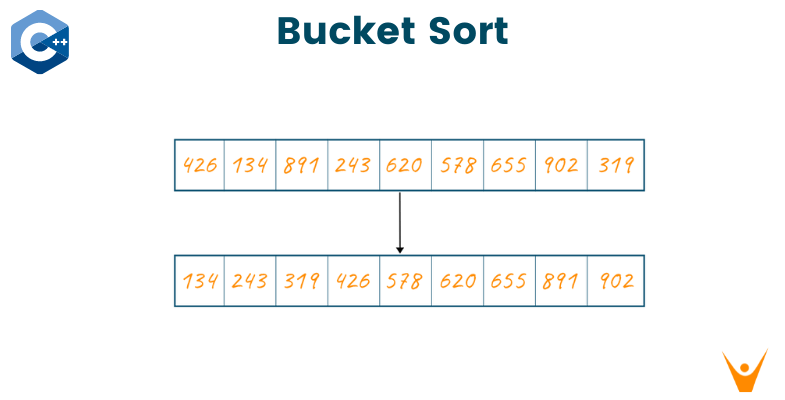 C++
Bucket Sort
426 134 891 243 620 578 655 902 319
134 243 319 426 578 620 655 891 902